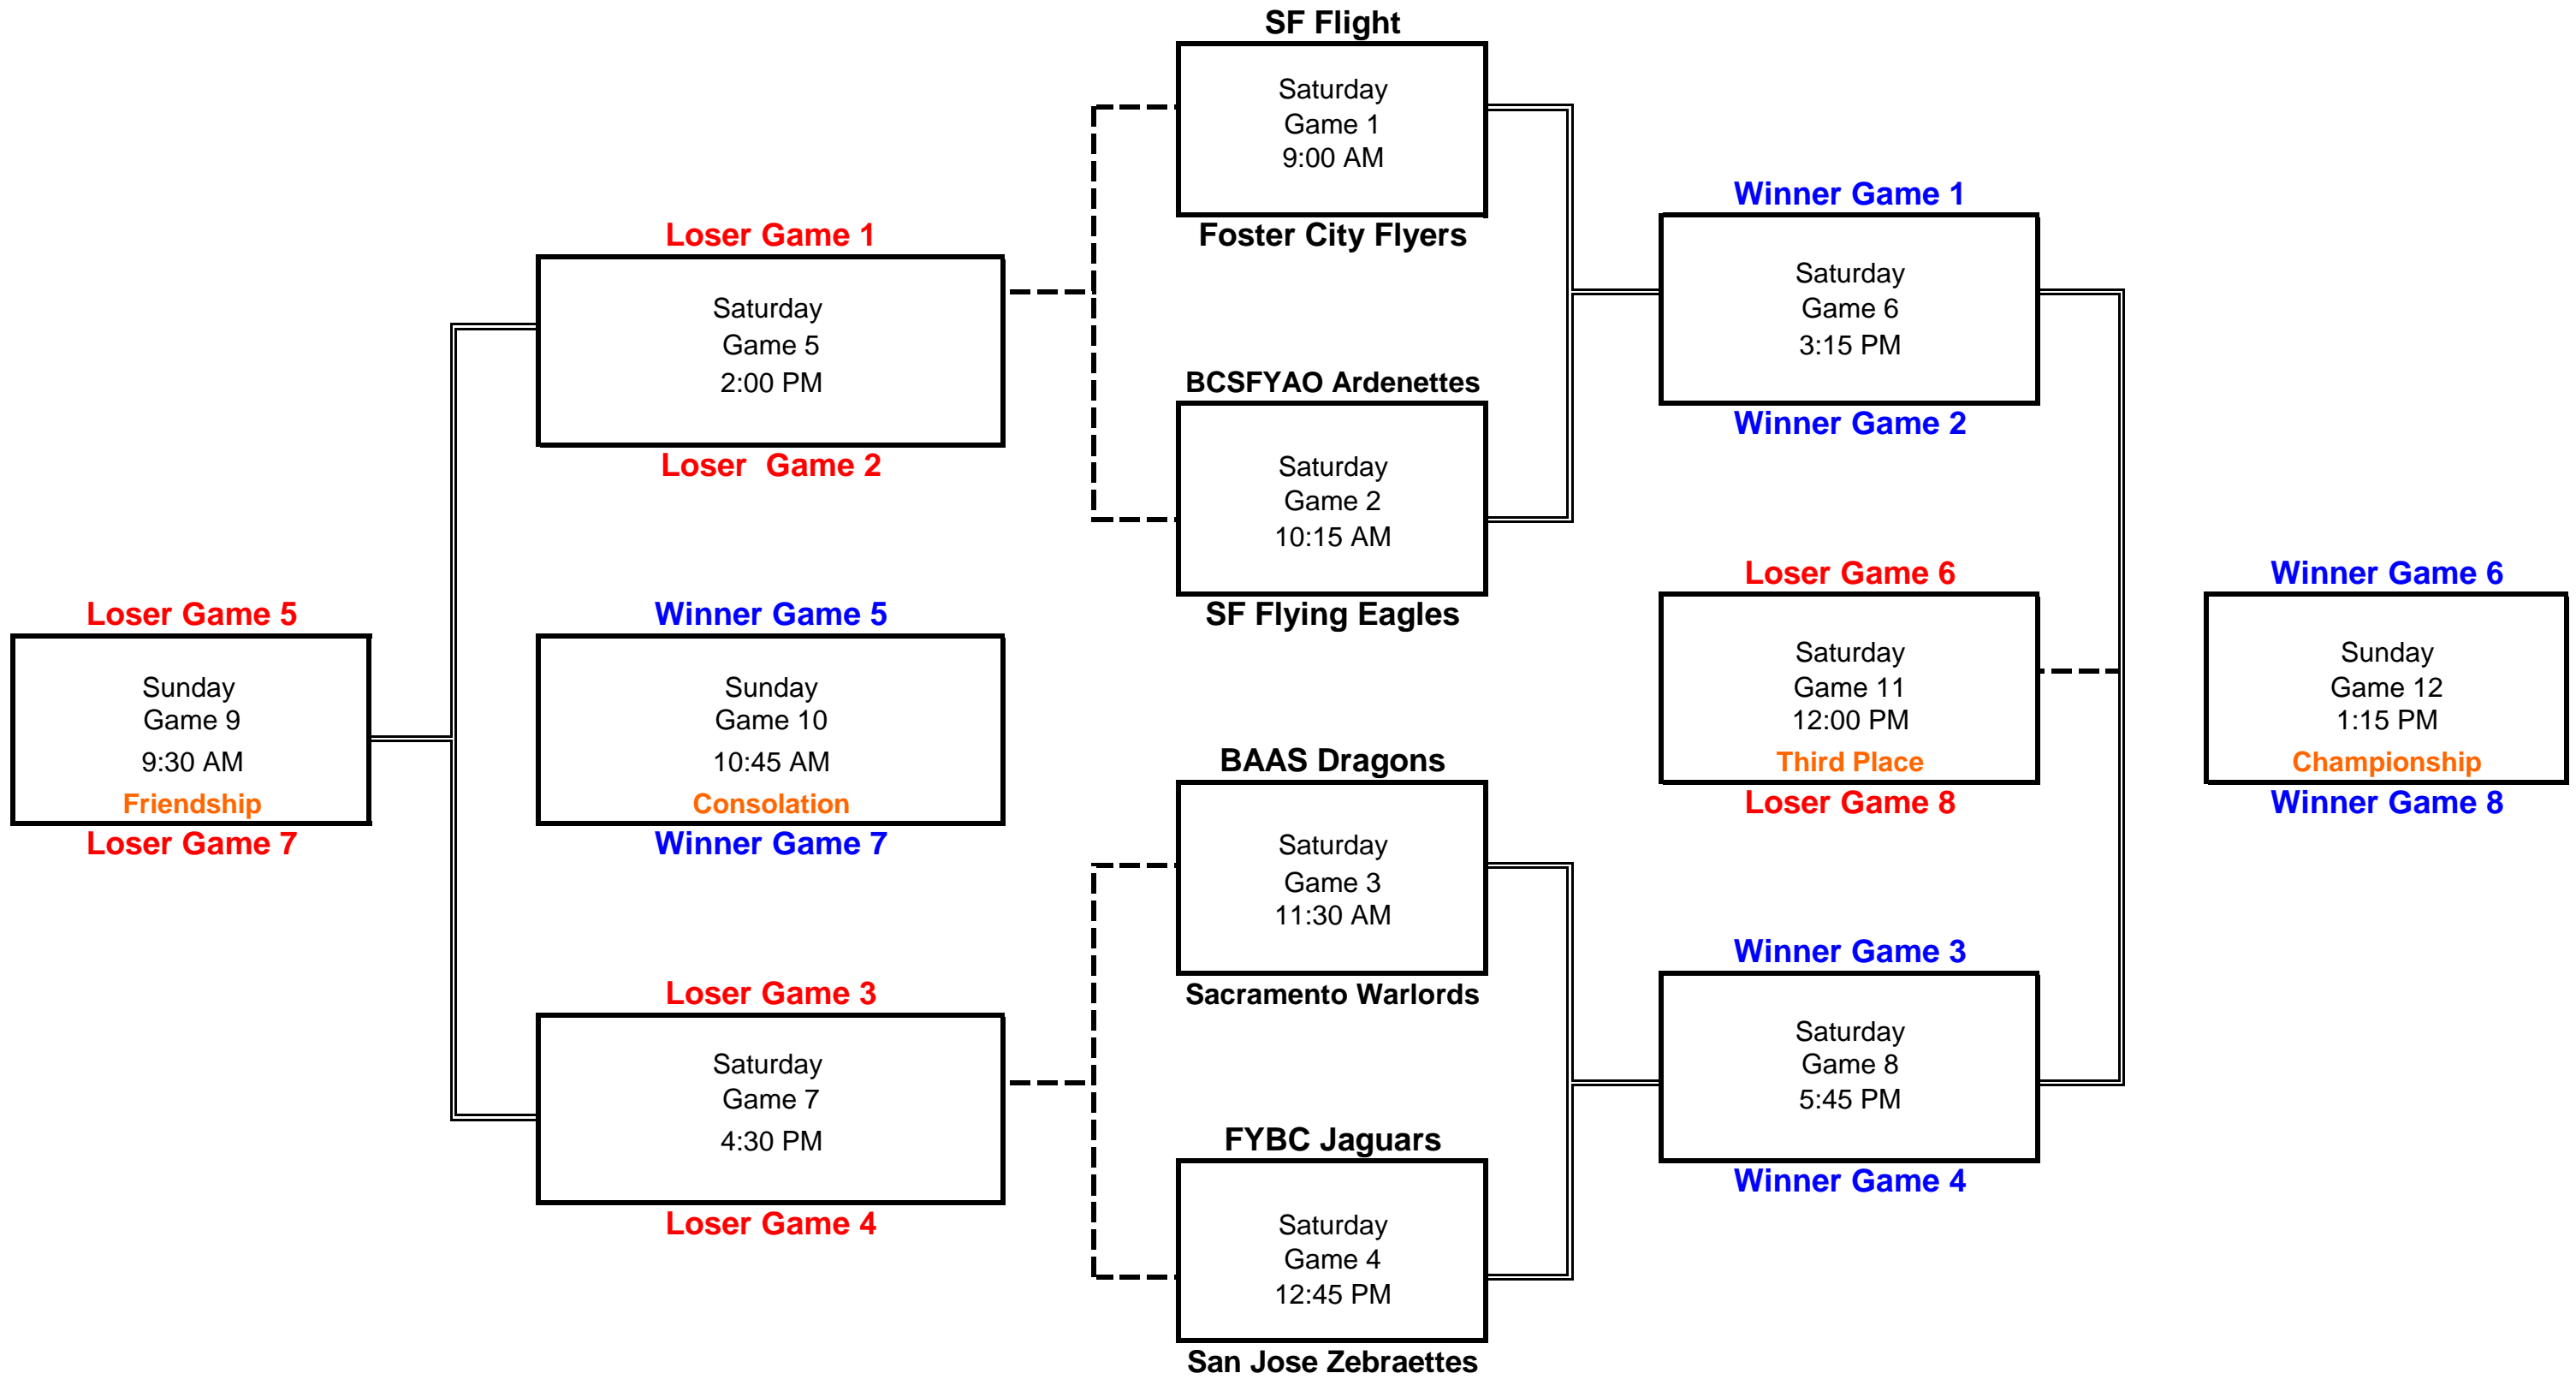 SF Flight
Saturday
Game 1
9:00 AM
Foster City Flyers
BCSFYAO Ardenettes
Saturday
Game 2
10:15 AM
SF Flying Eagles
BAAS Dragons
Saturday
Game 3
11:30 AM
Sacramento Warlords
FYBC Jaguars
Saturday
Game 4
12:45 PM
San Jose Zebraettes
Loser Game 1
Saturday
Game 5
2:00 PM
Loser  Game 2
Winner Game 1
Saturday
Game 6
3:15 PM
Winner Game 2
Loser Game 3
Saturday
Game 7
4:30 PM
Loser Game 4
Winner Game 3
Saturday
Game 8
5:45 PM
Winner Game 4
Loser Game 5
Sunday
Game 9
9:30 AM
Friendship
Loser Game 7
Winner Game 5
Sunday
Game 10
10:45 AM
Consolation
Winner Game 7
Loser Game 6
Saturday
Game 11
12:00 PM
Third Place
Loser Game 8
Winner Game 6
Sunday
Game 12
1:15 PM
Championship
Winner Game 8